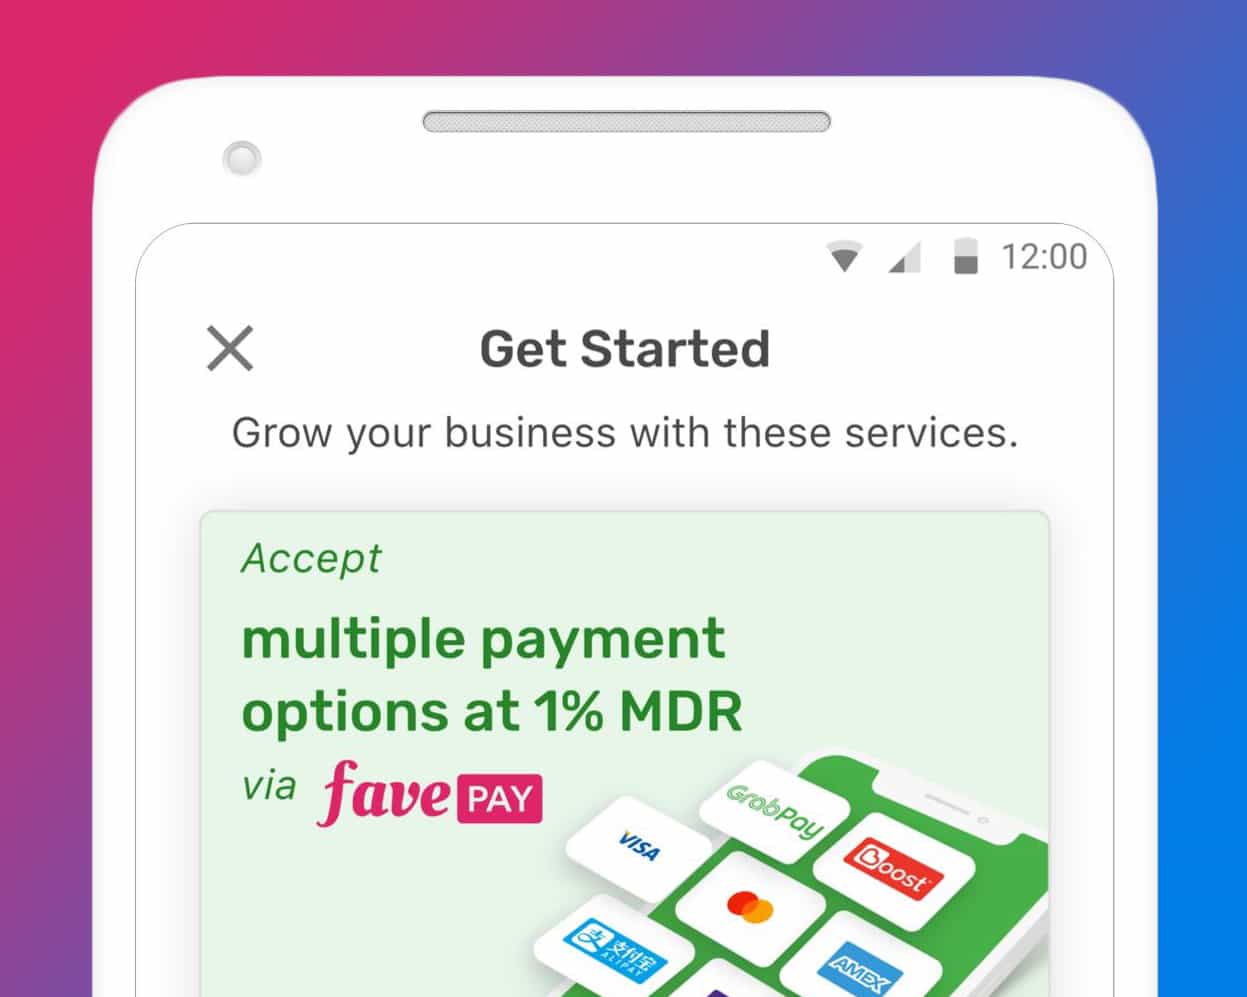 12:00
Get Started
Grow your business with these services.
Accept
multiple payment
options at 1% MDR
via fave PAY
GrabPay
VISA
Boost
支付宝
ALIPAY
AMEX